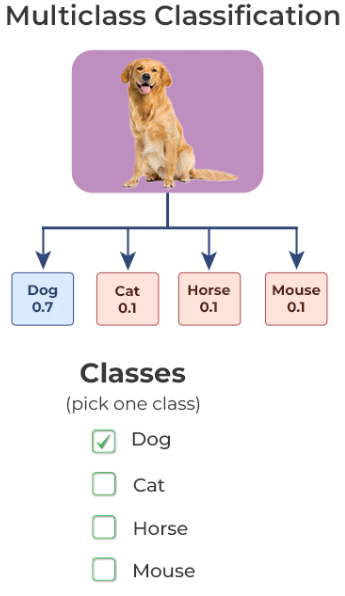 Multiclass Classification
Dog Cat Horse Mouse
0.7 0.1 0.1 0.1
Classes
(pick one class)
Dog
Cat
Horse
Mouse